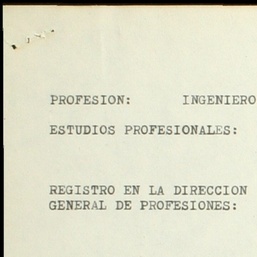 PROFESION: INGENIERO
ESTUDIOS PROFESIONALES:
REGISTRO EN LA DIRECCION
GENERAL DE PROFESIONES: